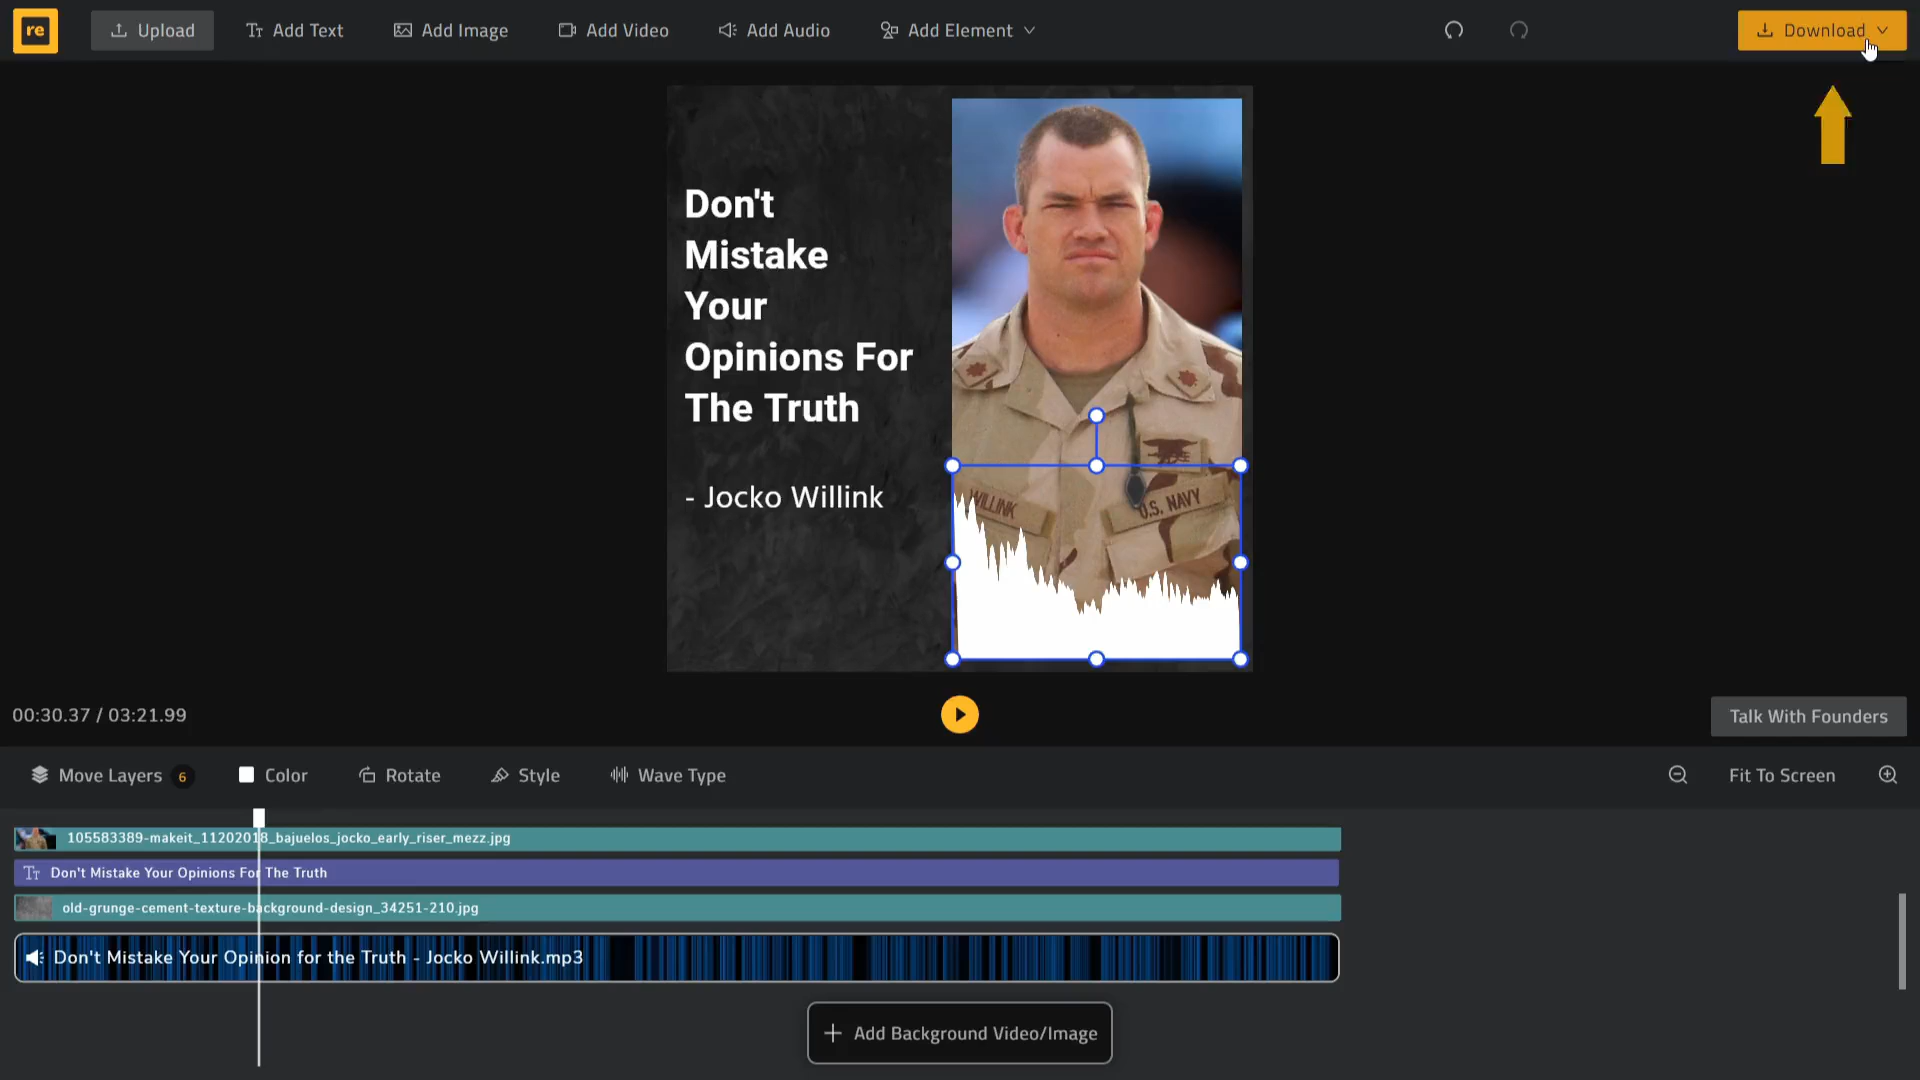 re
Upload
Add Text
Add Image
Add Video
Add Audio
Add Element
Download
Don't
Mistake
Your
Opinions For
The Truth
- Jocko Willink
WILLINK
U.S. NAVY
00:30.37 / 03:21.99
Talk With Founders
Move Layers 6
Color
Rotate
Style
Wave Type
Fit To Screen
105583389-makeit_11202018_bajuelos_jocko_early_riser_mezz.jpg
Tт Don't Mistake Your Opinions For The Truth
old-grunge-cement-texture-background-design_34251-210.jpg
Don't Mistake Your Opinion for the Truth - Jocko Willink.mp3
+ Add Background Video/Image